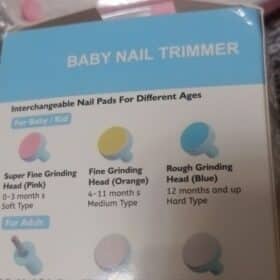 BABY NAIL TRIMMER
Interchangeable Nail Pads For Different Ages
For Baby / Kid
Super Fine Grinding
Head (Pink)
0-3 month s
Soft Type
Fine Grinding
Head (Orange)
4-11 month s
Medium Type
Rough Grinding
Head (Blue)
12 months and up
Hard Type
For Adult